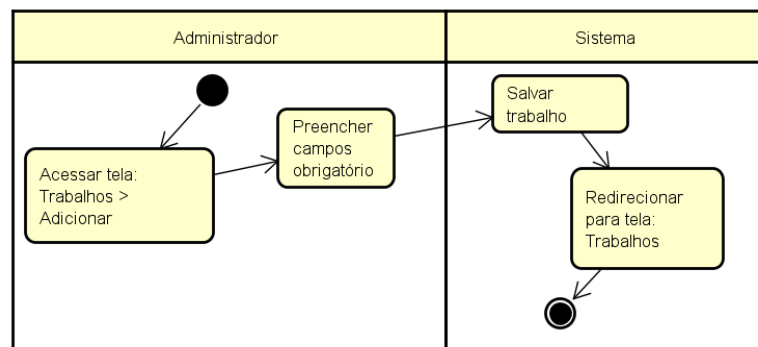 Administrador
Sistema
Acessar tela:
Trabalhos >
Adicionar
Preencher
campos
obrigatório
Salvar
trabalho
Redirecionar
para tela:
Trabalhos